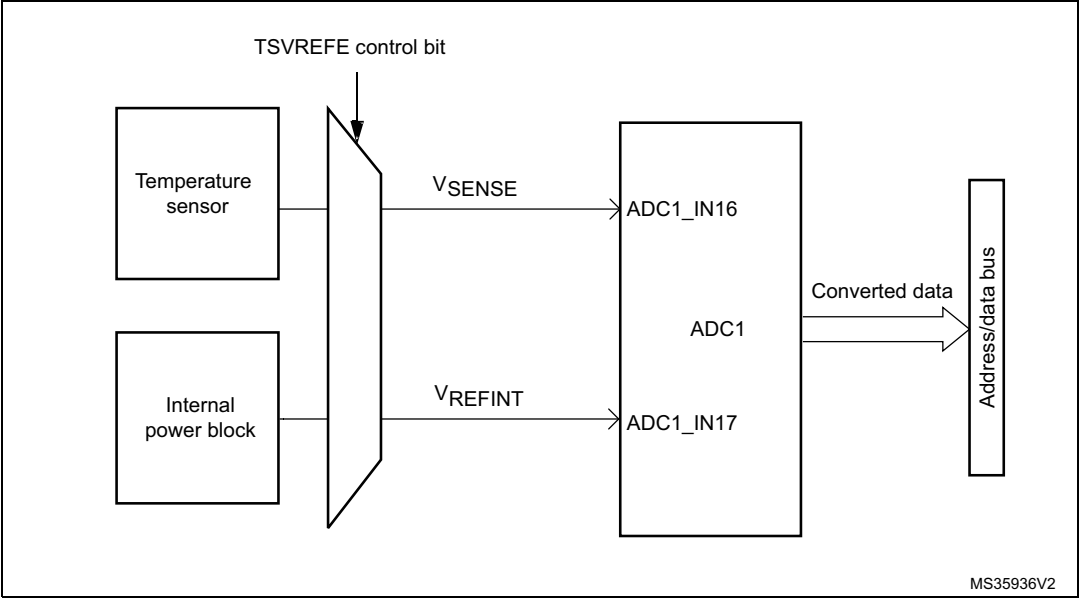 TSVREFE control bit
Temperature
sensor
VSENSE
ADC1_IN16
Converted data
ADC1
Address/data bus
Internal
power block
VREFINT
ADC1_IN17
MS35936V2